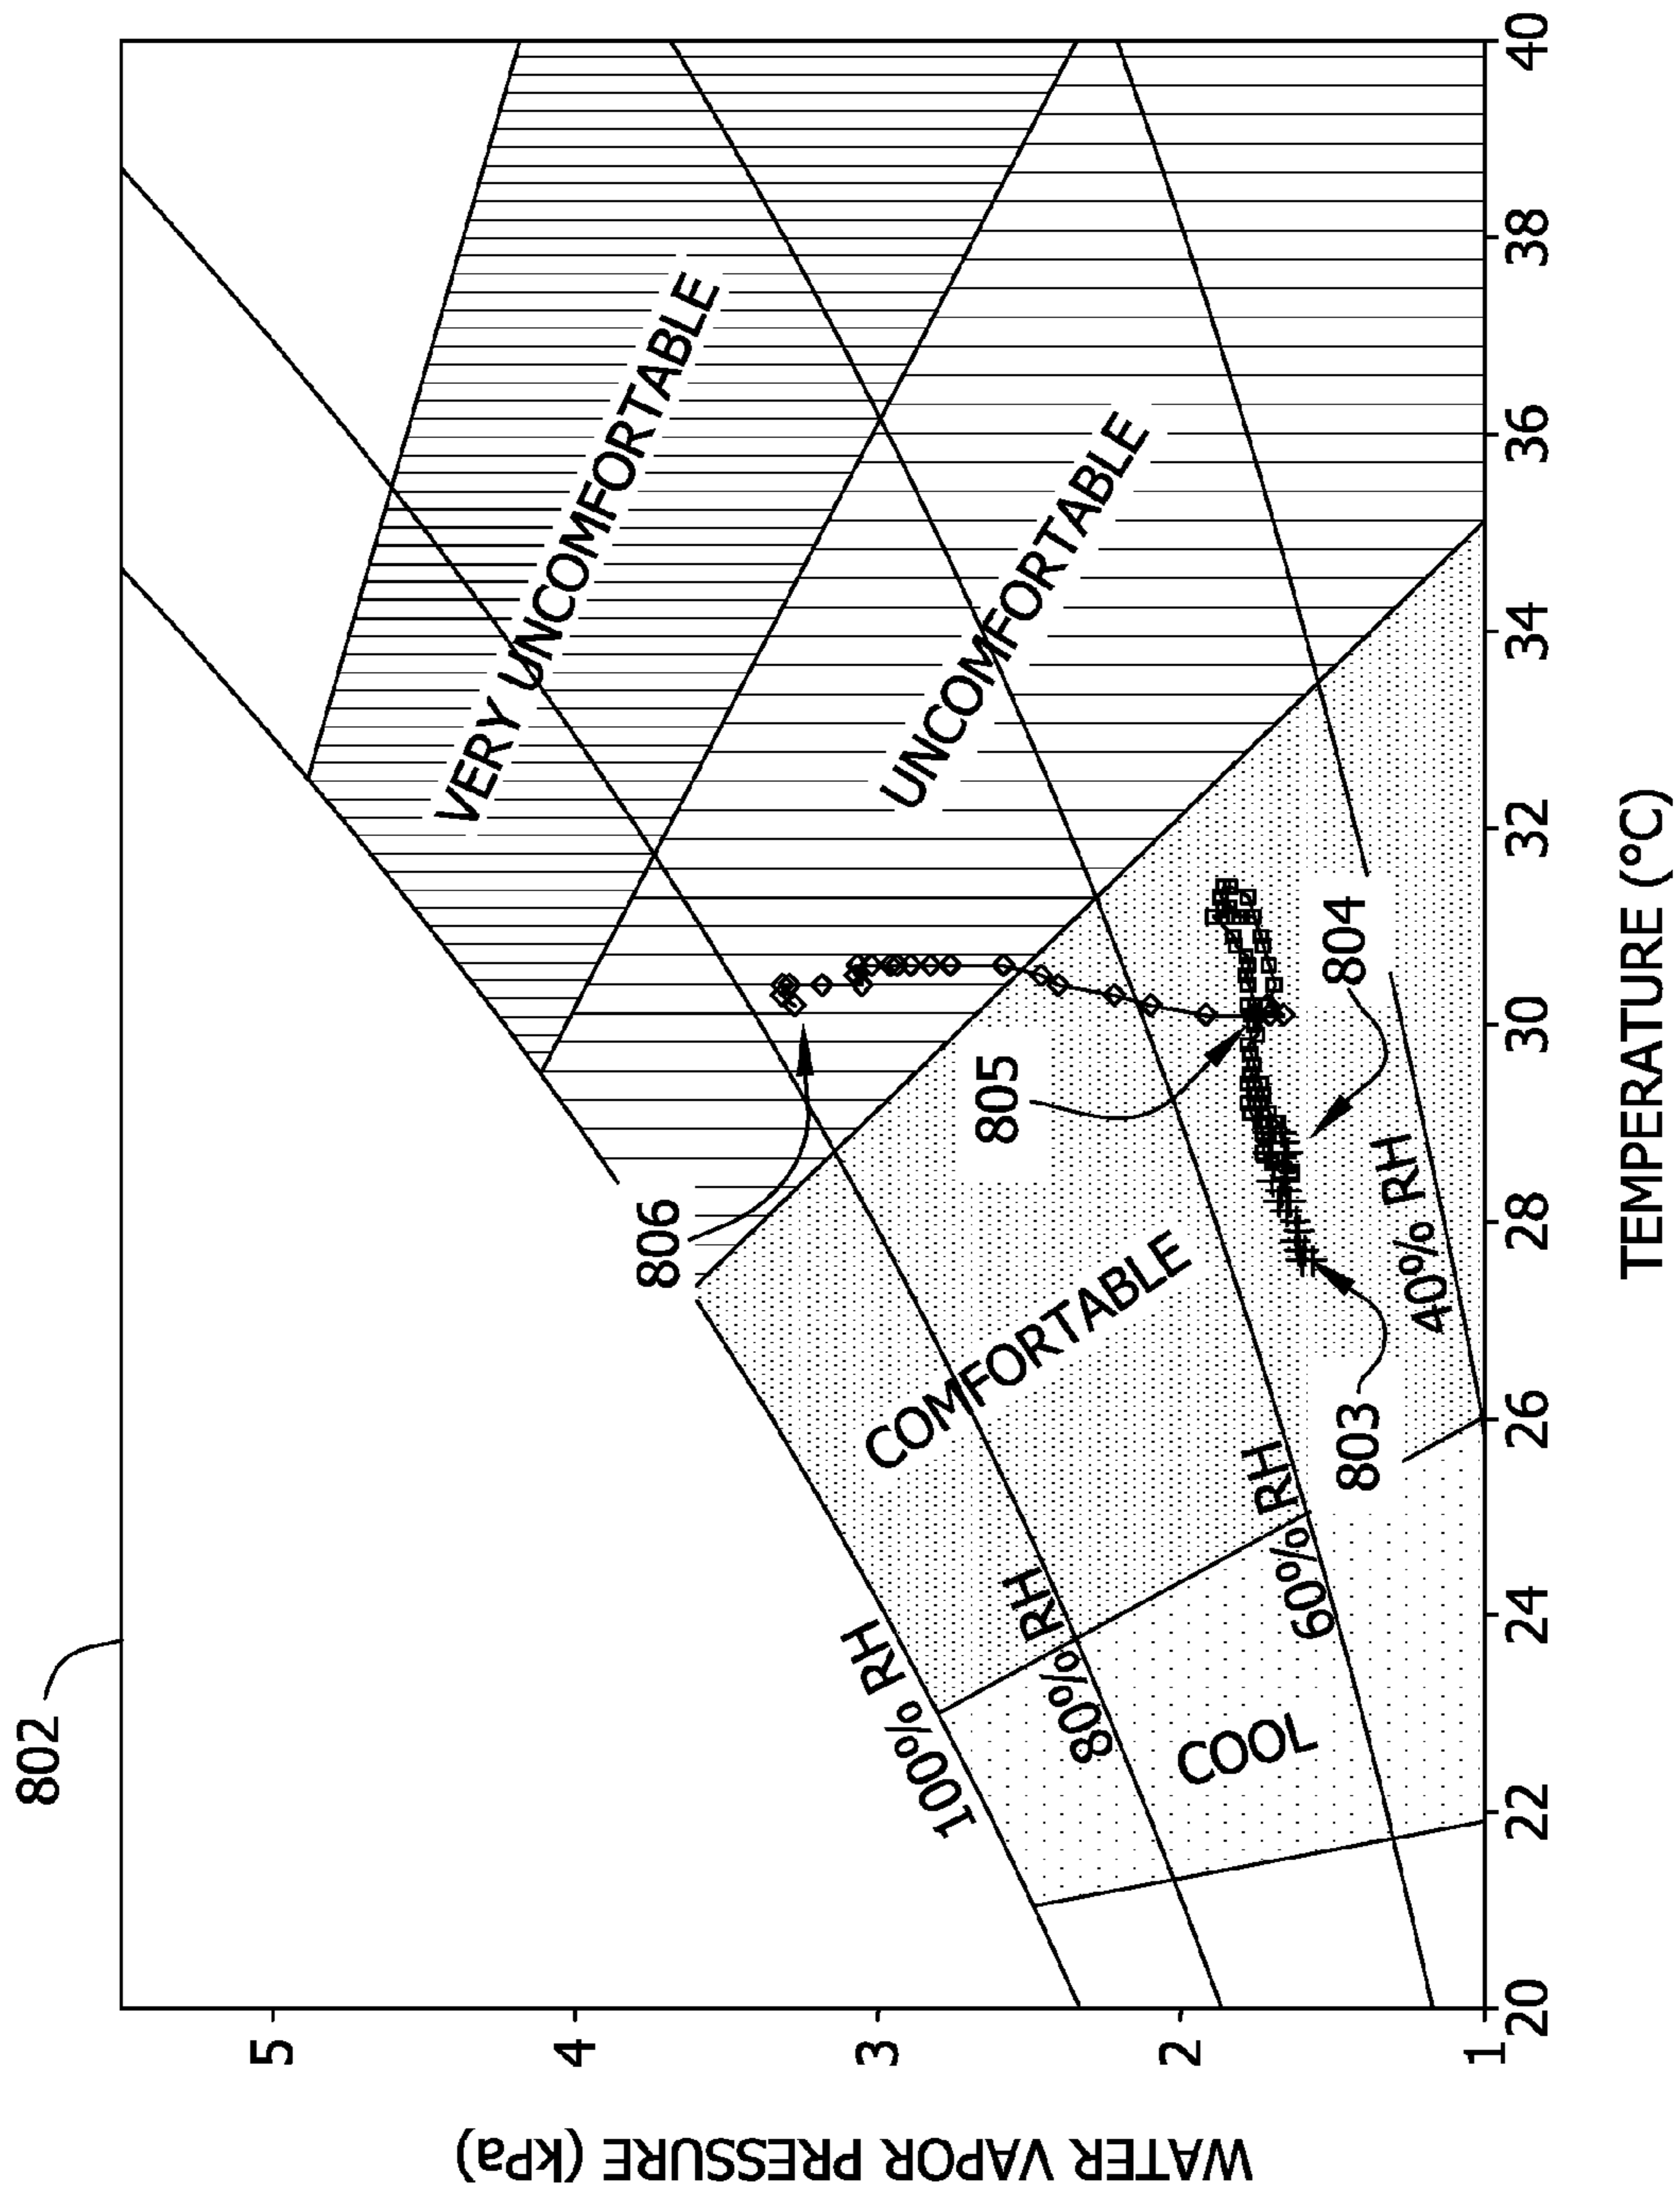 802
WATER VAPOR PRESSURE (kPa)
5
4
3
2
1
VERY UNCOMFORTABLE
UNCOMFORTABLE
COMFORTABLE
COOL
100% RH
80% RH
60% RH
40% RH
806
805
804
803
20
22
24
26
28
30
32
34
36
38
40
TEMPERATURE (°C)